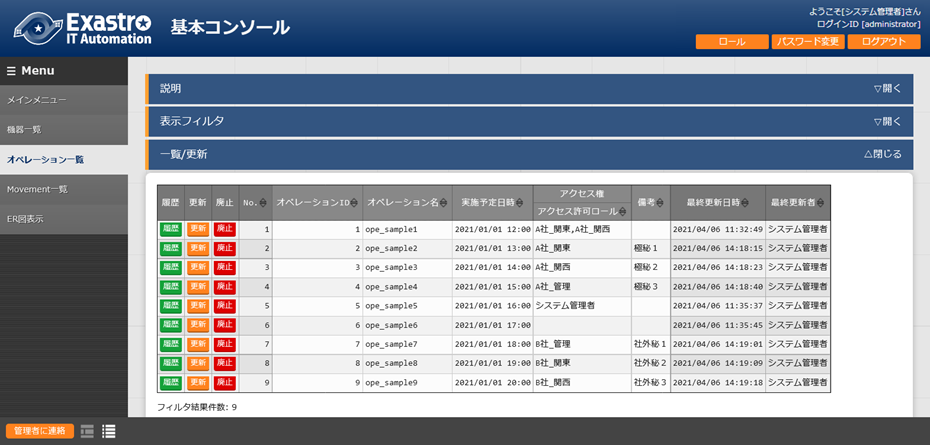 Exastro
IT Automation
基本コンソール
ようこそ[システム管理者]さん
ログインID [administrator]
ロール パスワード変更 ログアウト
Menu
メインメニュー
機器一覧
オペレーション一覧
Movement一覧
ER図表示
説明 ▽開く
表示フィルタ ▽開く
一覧/更新 △閉じる
履歴 更新 廃止 No. オペレーションID オペレーション名 実施予定日時 アクセス権 備考 最終更新日時 最終更新者
アクセス許可ロール
履歴 更新 廃止 1 1 ope_sample1 2021/01/01 12:00 A社_関東,A社_関西 2021/04/06 11:32:49 システム管理者
履歴 更新 廃止 2 2 ope_sample2 2021/01/01 13:00 A社_関東 極秘1 2021/04/06 14:18:15 システム管理者
履歴 更新 廃止 3 3 ope_sample3 2021/01/01 14:00 A社_関西 極秘2 2021/04/06 14:18:23 システム管理者
履歴 更新 廃止 4 4 ope_sample4 2021/01/01 15:00 A社_管理 極秘3 2021/04/06 14:18:40 システム管理者
履歴 更新 廃止 5 5 ope_sample5 2021/01/01 16:00 システム管理者 2021/04/06 11:35:37 システム管理者
履歴 更新 廃止 6 6 ope_sample6 2021/01/01 17:00 2021/04/06 11:35:45 システム管理者
履歴 更新 廃止 7 7 ope_sample7 2021/01/01 18:00 B社_管理 社外秘1 2021/04/06 14:19:01 システム管理者
履歴 更新 廃止 8 8 ope_sample8 2021/01/01 19:00 B社_関東 社外秘2 2021/04/06 14:19:09 システム管理者
履歴 更新 廃止 9 9 ope_sample9 2021/01/01 20:00 B社_関西 社外秘3 2021/04/06 14:19:18 システム管理者
フィルタ結果件数: 9
管理者に連絡